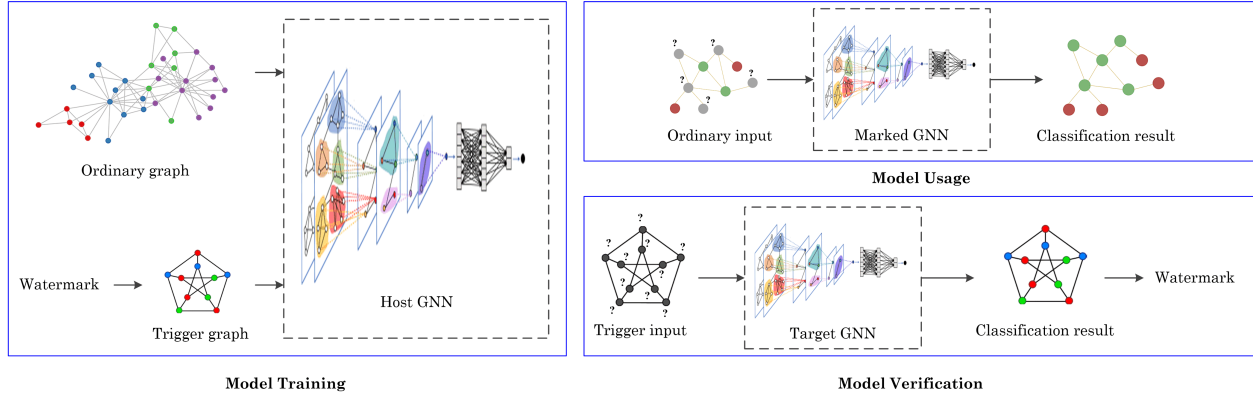 Ordinary graph
Watermark
Trigger graph
Host GNN
Model Training
? ? ? ? ?
Ordinary input
Marked GNN
Classification result
Model Usage
? ? ? ? ? ? ? ? ? ?
Trigger input
Target GNN
Classification result
Watermark
Model Verification